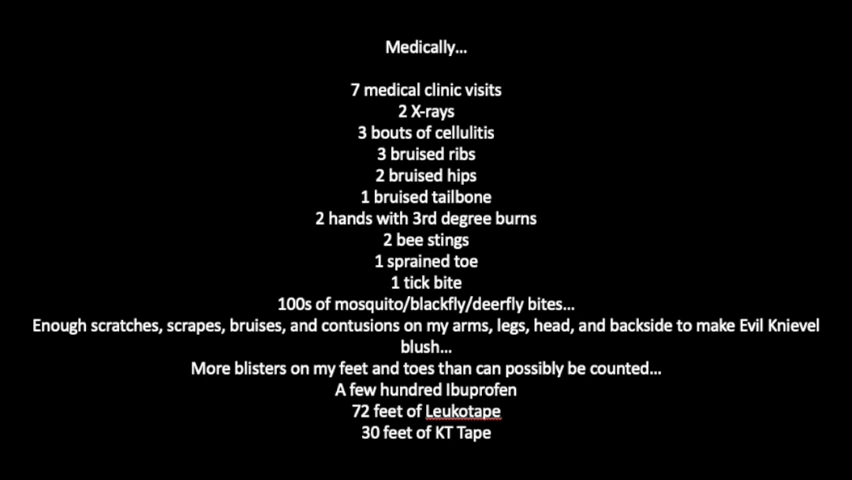 Medically...
7 medical clinic visits
2 X-rays
3 bouts of cellulitis
3 bruised ribs
2 bruised hips
1 bruised tailbone
2 hands with 3rd degree burns
2 bee stings
1 sprained toe
1 tick bite
100s of mosquito/blackfly/deerfly bites...
Enough scratches, scrapes, bruises, and contusions on my arms, legs, head, and backside to make Evil Knievel
blush...
More blisters on my feet and toes than can possibly be counted...
A few hundred Ibuprofen
72 feet of Leukotape
30 feet of KT Tape